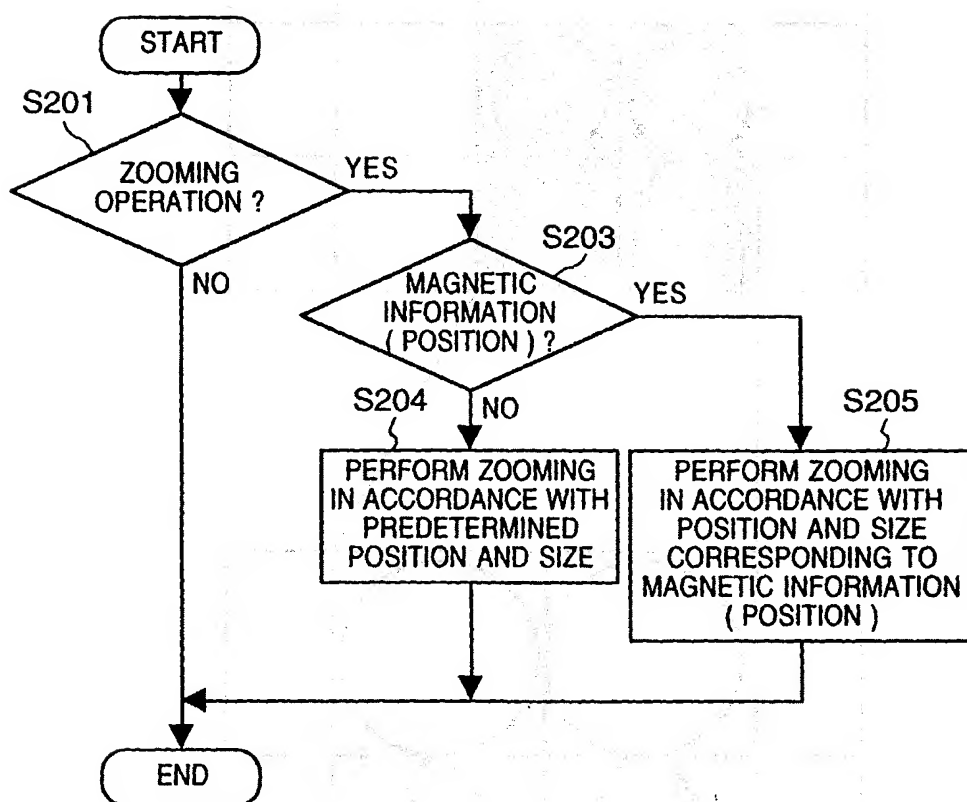 START
S201
ZOOMING
OPERATION ?
YES
NO
S203
MAGNETIC
INFORMATION
( POSITION ) ?
YES
NO
S204
PERFORM ZOOMING
IN ACCORDANCE WITH
PREDETERMINED
POSITION AND SIZE
S205
PERFORM ZOOMING
IN ACCORDANCE WITH
POSITION AND SIZE
CORRESPONDING TO
MAGNETIC INFORMATION
( POSITION )
END